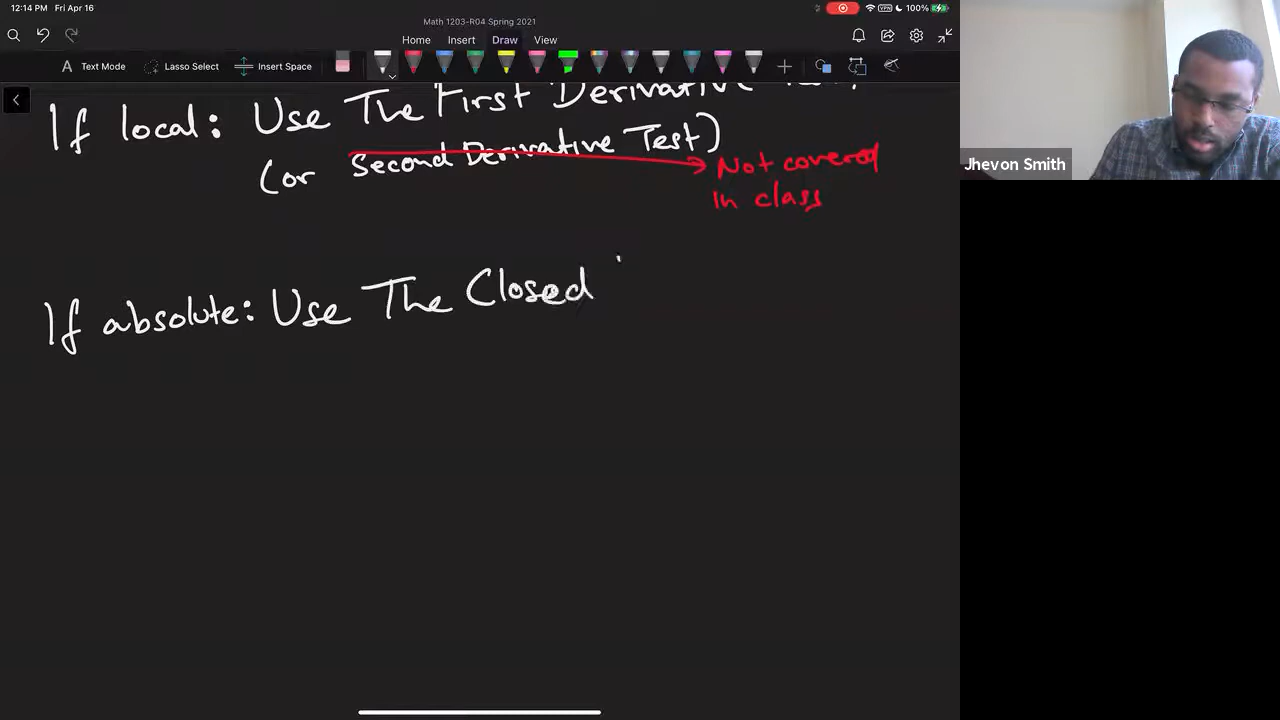 12:14 PM Fri Apr 16
VPN 100%
Math 1203-R04 Spring 2021
Home Insert Draw View
Text Mode Lasso Select Insert Space
If local: Use The First Derivative
(or Second Derivative Test)
Not covered
in class
If absolute: Use The Closed
Jhevon Smith